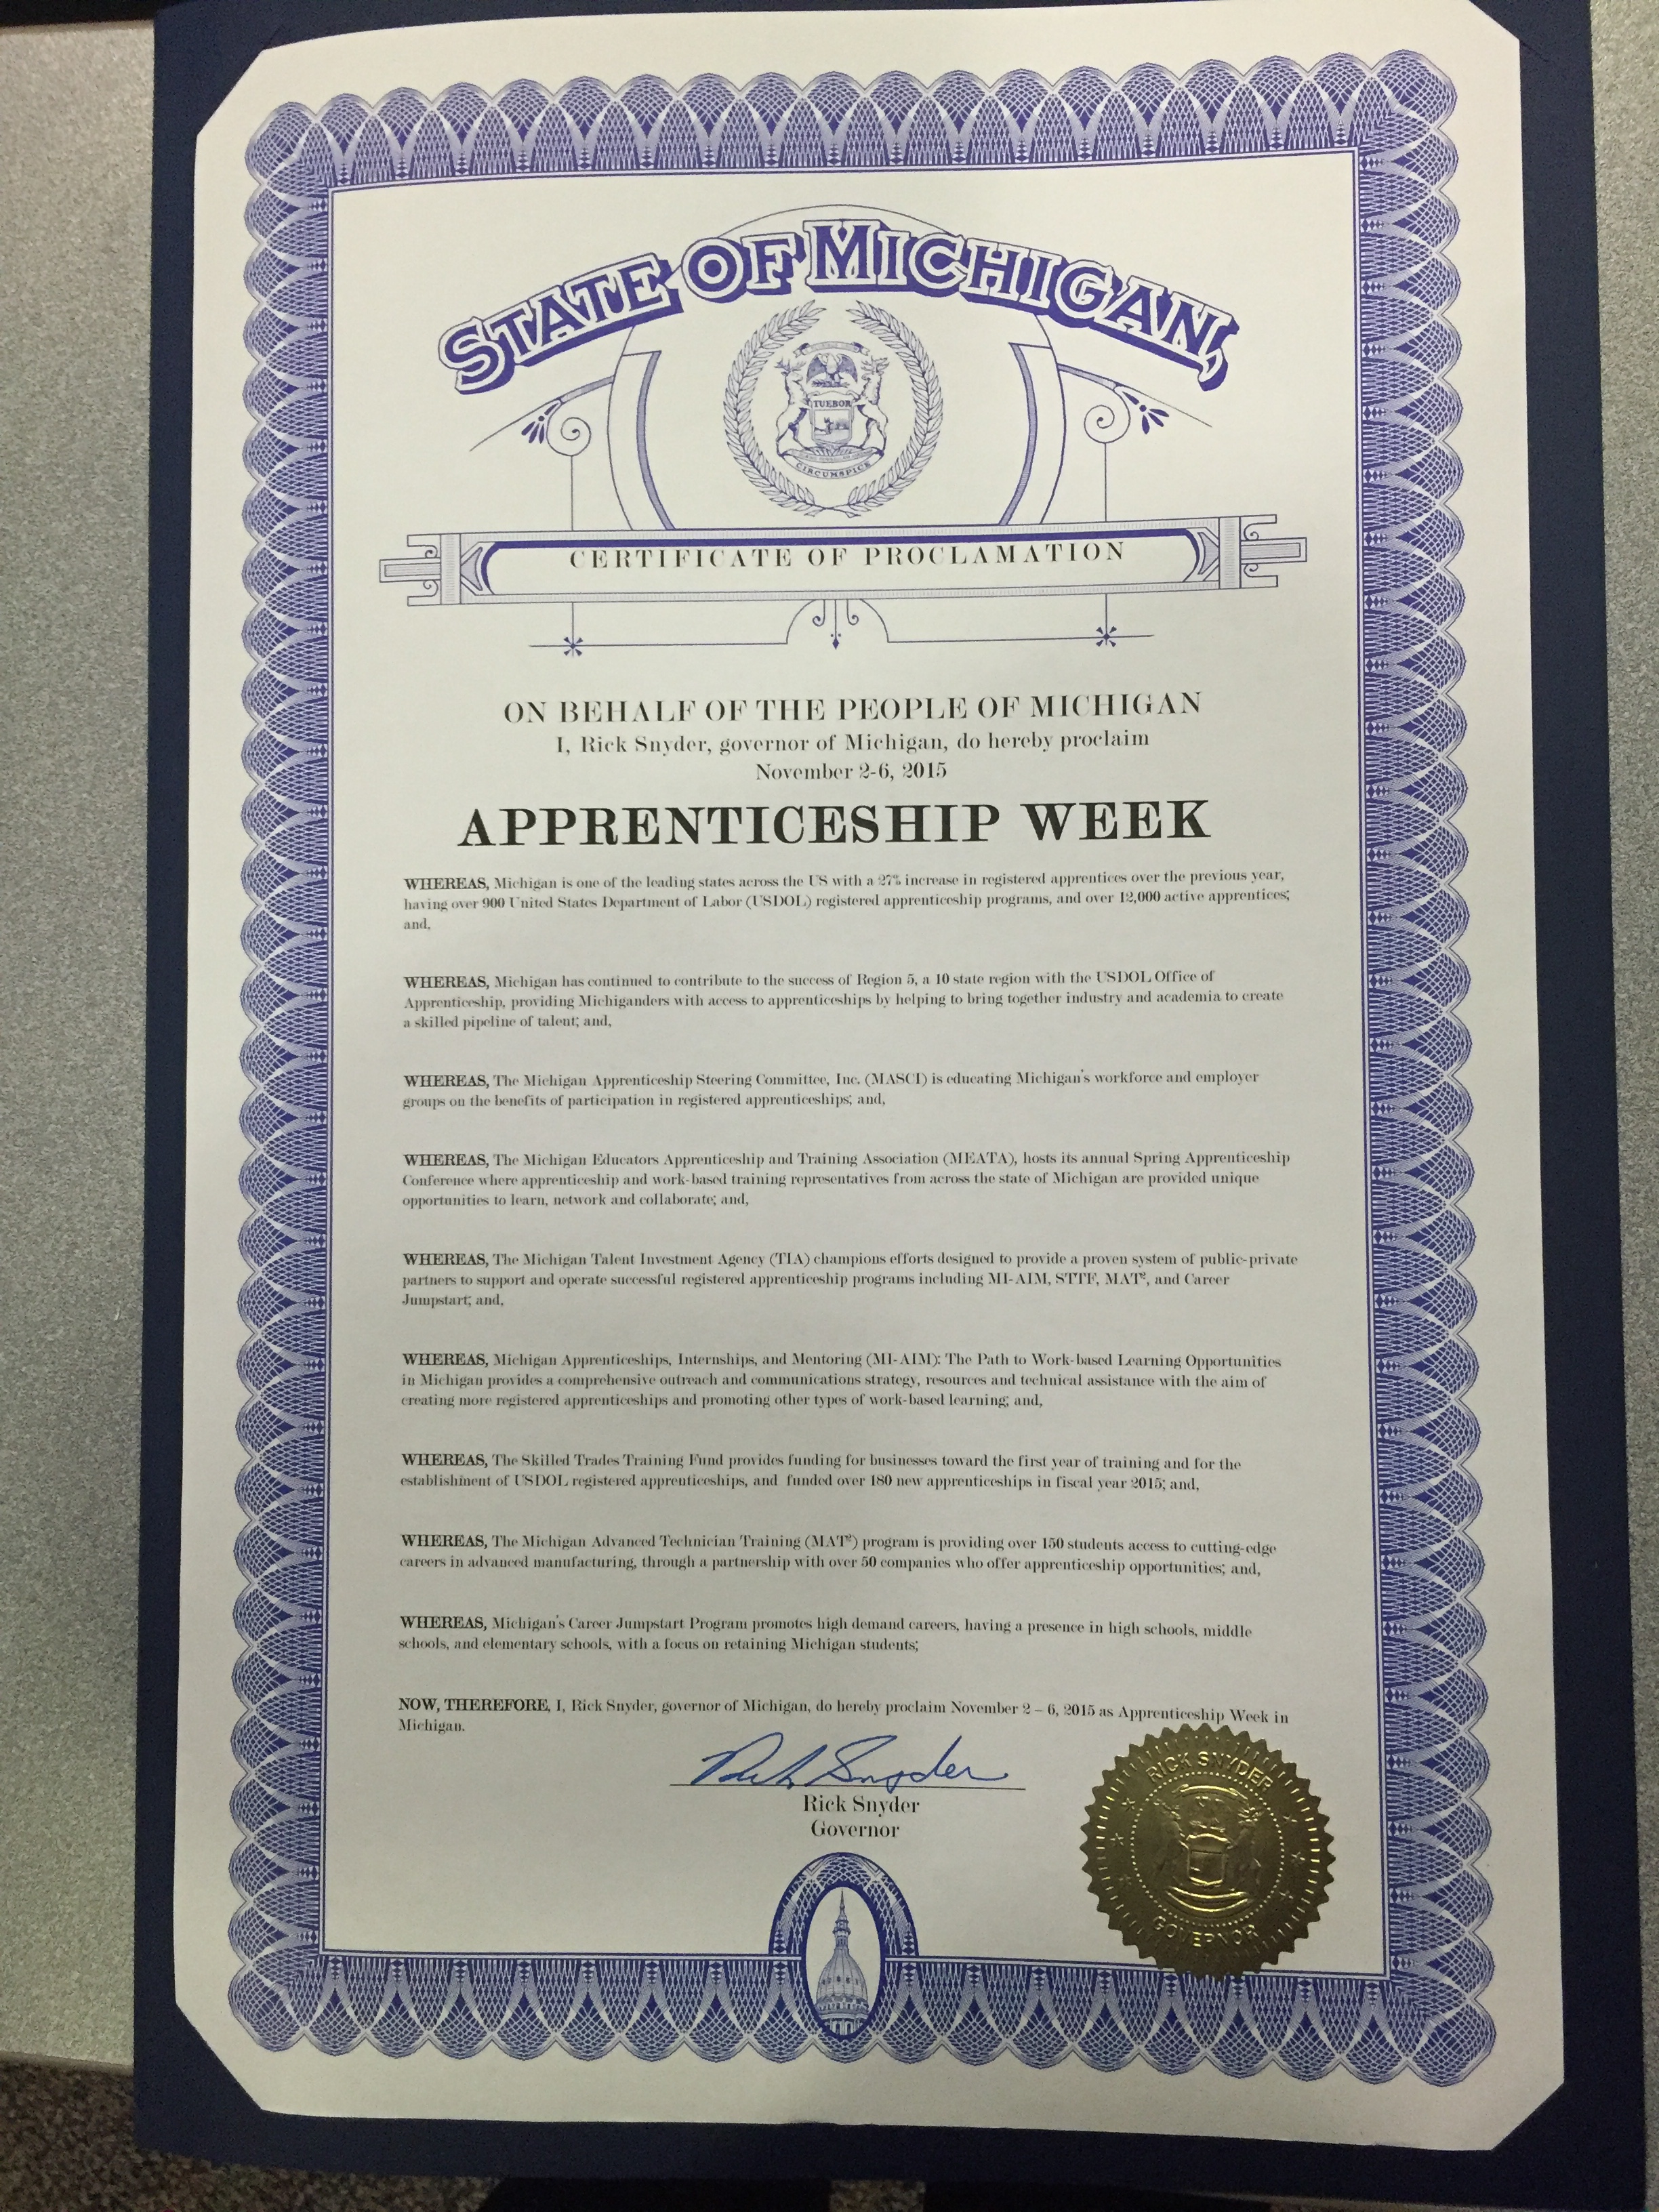 STATE OF MICHIGAN,
TUEBOR
CIRCUMSPICE
CERTIFICATE OF PROCLAMATION
ON BEHALF OF THE PEOPLE OF MICHIGAN
I, Rick Snyder, governor of Michigan, do hereby proclaim
November 2-6, 2015
APPRENTICESHIP WEEK
WHEREAS, Michigan is one of the leading states across the US with a 27% increase in registered apprentices over the previous year,
having over 900 United States Department of Labor (USDOL) registered apprenticeship programs, and over 12,000 active apprentices;
and,
WHEREAS, Michigan has continued to contribute to the success of Region 5, a 10 state region with the USDOL Office of
Apprenticeship, providing Michiganders with access to apprenticeships by helping to bring together industry and academia to create
a skilled pipeline of talent; and,
WHEREAS, The Michigan Apprenticeship Steering Committee, Inc. (MASCI) is educating Michigan's workforce and employer
groups on the benefits of participation in registered apprenticeships; and,
WHEREAS, The Michigan Educators Apprenticeship and Training Association (MEATA), hosts its annual Spring Apprenticeship
Conference where apprenticeship and work-based training representatives from across the state of Michigan are provided unique
opportunities to learn, network and collaborate; and,
WHEREAS, The Michigan Talent Investment Agency (TIA) champions efforts designed to provide a proven system of public-private
partners to support and operate successful registered apprenticeship programs including MI-AIM, STTF, MAT², and Career
Jumpstart; and,
WHEREAS, Michigan Apprenticeships, Internships, and Mentoring (MI-AIM): The Path to Work-based Learning Opportunities
in Michigan provides a comprehensive outreach and communications strategy, resources and technical assistance with the aim of
creating more registered apprenticeships and promoting other types of work-based learning; and,
WHEREAS, The Skilled Trades Training Fund provides funding for businesses toward the first year of training and for the
establishment of USDOL registered apprenticeships, and funded over 180 new apprenticeships in fiscal year 2015; and,
WHEREAS, The Michigan Advanced Technician Training (MAT²) program is providing over 150 students access to cutting-edge
careers in advanced manufacturing, through a partnership with over 50 companies who offer apprenticeship opportunities; and,
WHEREAS, Michigan's Career Jumpstart Program promotes high demand careers, having a presence in high schools, middle
schools, and elementary schools, with a focus on retaining Michigan students;
NOW, THEREFORE, I, Rick Snyder, governor of Michigan, do hereby proclaim November 2 – 6, 2015 as Apprenticeship Week in
Michigan.
Rick Snyder
Rick Snyder
Governor
RICK SNYDER
GOVERNOR